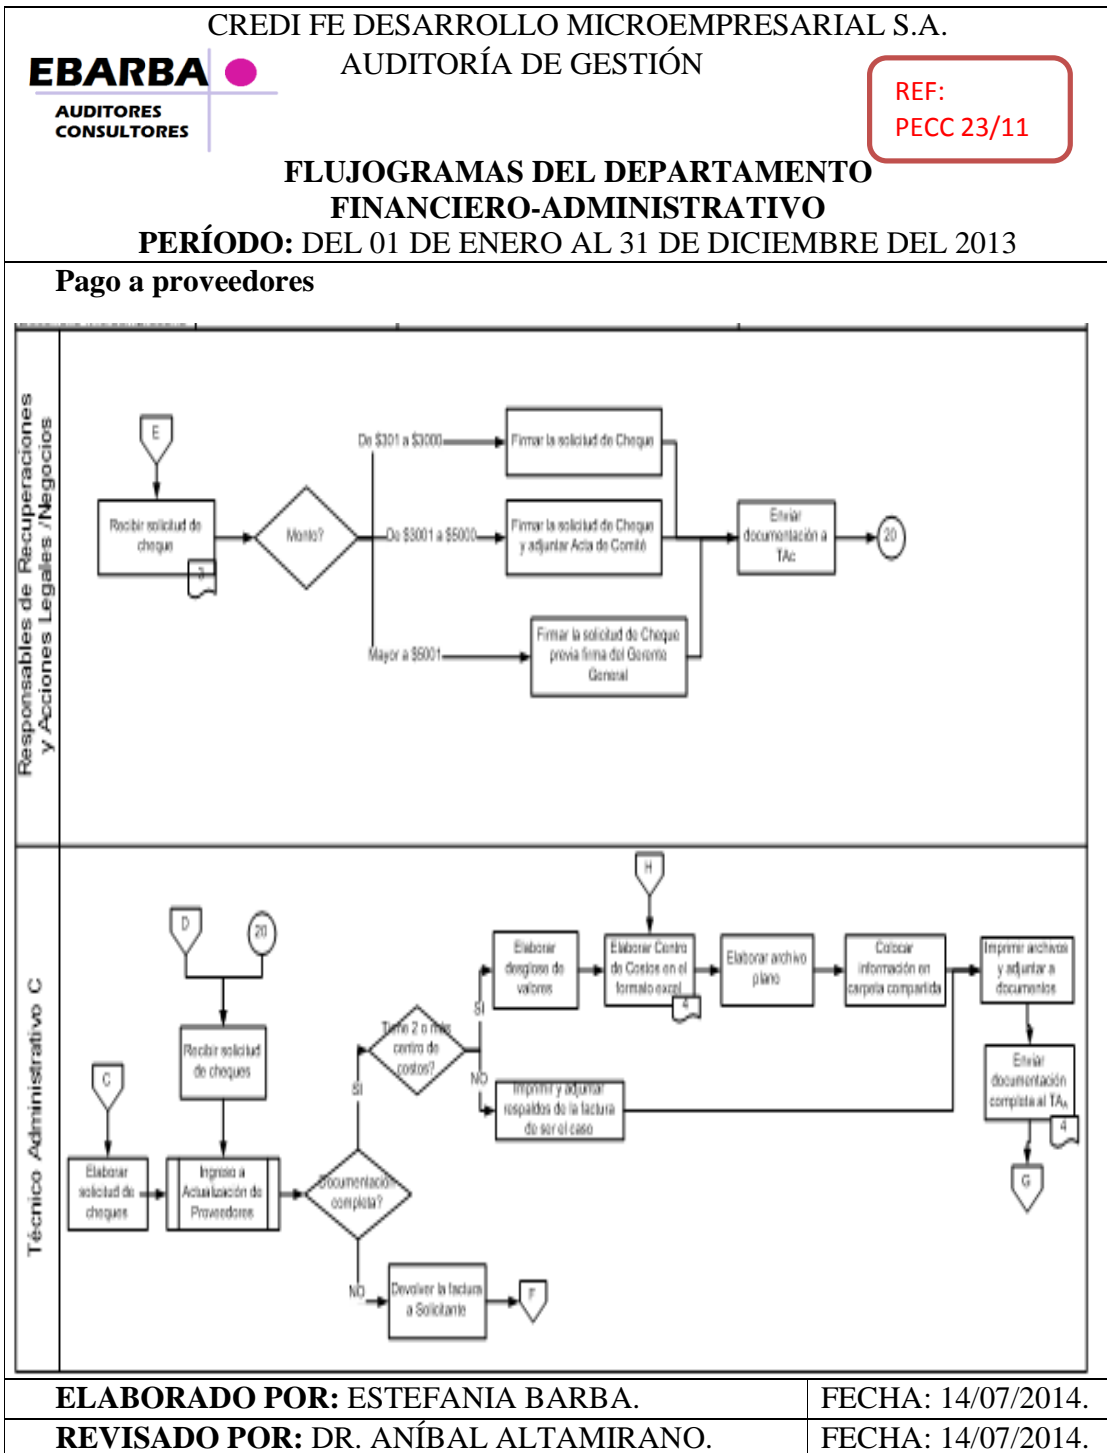 CREDI FE DESARROLLO MICROEMPRESARIAL S.A.
AUDITORÍA DE GESTIÓN
EBARBA
AUDITORES
CONSULTORES
REF:
PECC 23/11
FLUJOGRAMAS DEL DEPARTAMENTO
FINANCIERO-ADMINISTRATIVO
PERÍODO: DEL 01 DE ENERO AL 31 DE DICIEMBRE DEL 2013
Pago a proveedores
Responsables de Recuperaciones
y Acciones Legales /Negocios
E
Recibir solicitud de
cheque
3
Monto?
De $301 a $3000
Firmar la solicitud de Cheque
De $3001 a $5000
Firmar la solicitud de Cheque
y adjuntar Acta de Comité
Mayor a $5001
Firmar la solicitud de Cheque
previa firma del Gerente
General
Enviar
documentación a
TAc
20
Técnico Administrativo C
C
Elaborar
solicitud de
cheques
D
20
Recibir solicitud
de cheques
Ingreso a
Actualización de
Proveedores
Documentación
completa?
SI
NO
Devolver la factura
a Solicitante
F
Tiene 2 o más
centro de
costos?
SI
NO
Elaborar
desglose de
valores
H
Elaborar Centro
de Costos en el
formato excel
4
Elaborar archivo
plano
Colocar
información en
carpeta compartida
Imprimir y adjuntar
respaldos de la factura
de ser el caso
Imprimir archivos
y adjuntar a
documentos
Enviar
documentación
completa al TAA
4
G
ELABORADO POR: ESTEFANIA BARBA.
FECHA: 14/07/2014.
REVISADO POR: DR. ANÍBAL ALTAMIRANO.
FECHA: 14/07/2014.